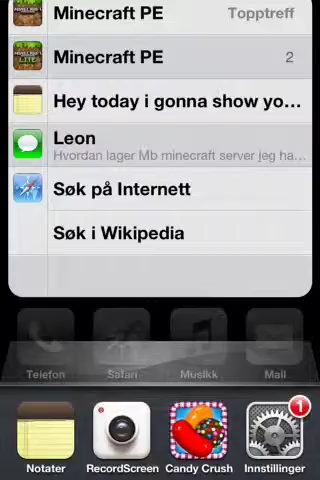 Minecraft PE Topptreff
Minecraft PE 2
LITE
Hey today i gonna show yo...
Leon
Hvordan lager Mb minecraft server jeg ha...
Søk på Internett
Søk i Wikipedia
Telefon Safari Musikk Mail
1
Notater RecordScreen Candy Crush Innstillinger